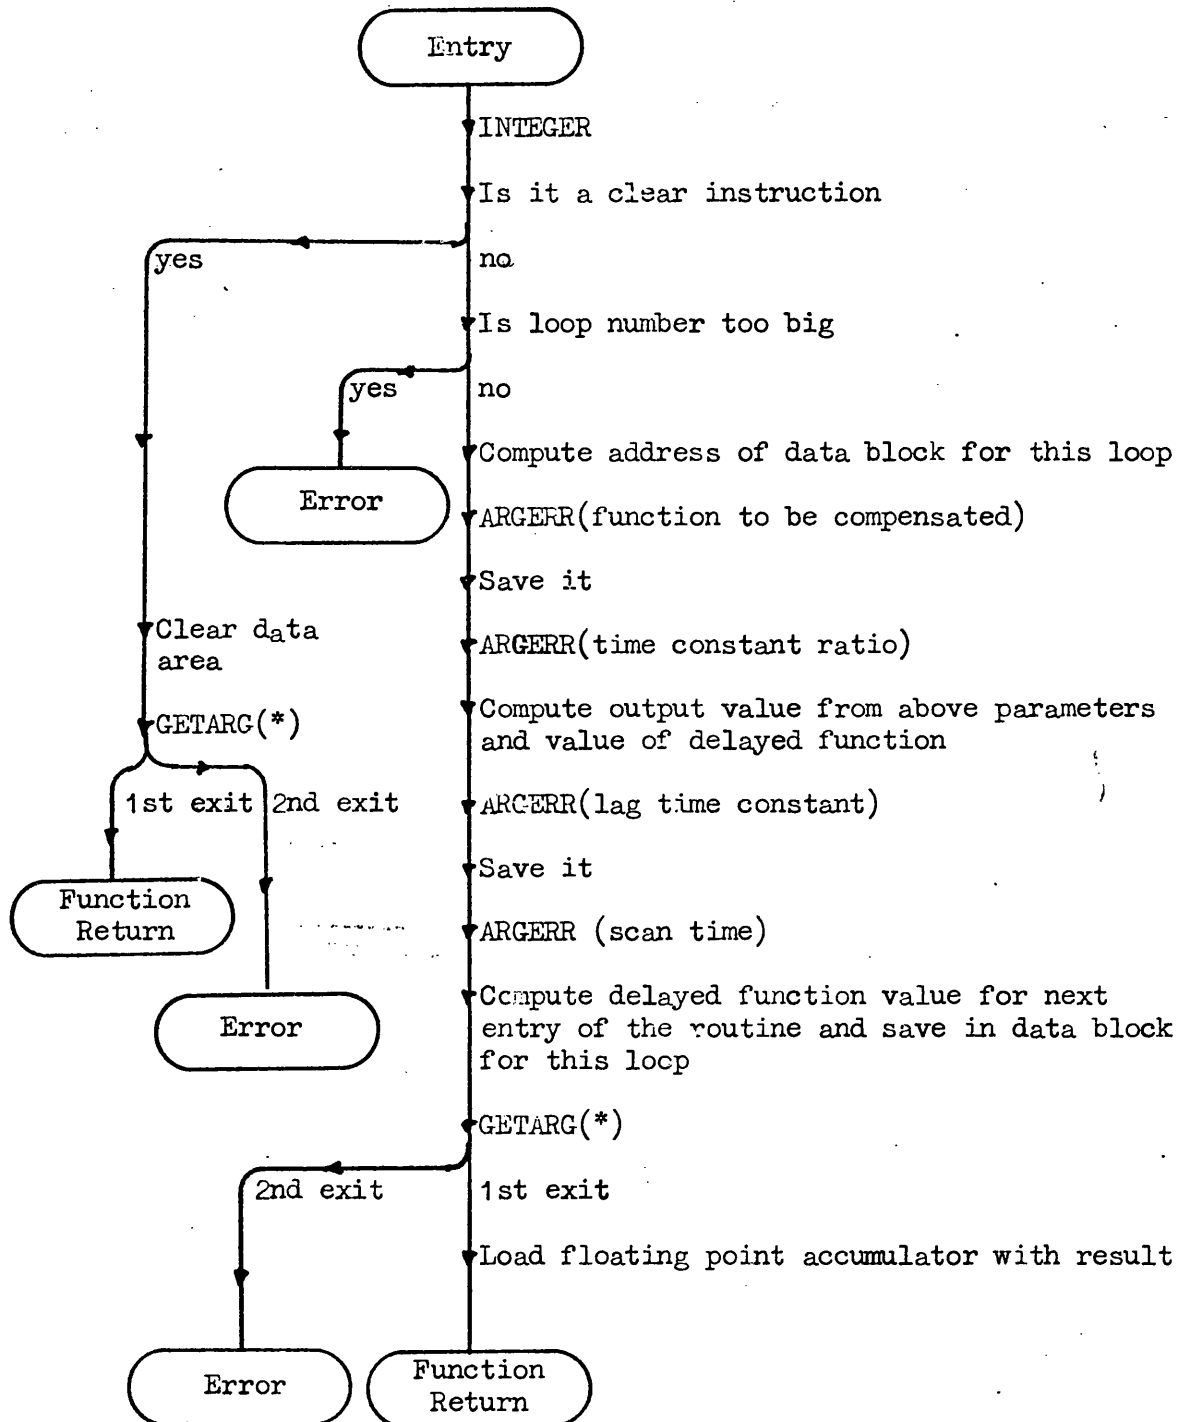 Entry
INTEGER
Is it a clear instruction
yes
no
Is loop number too big
yes
no
Error
Compute address of data block for this loop
ARGERR(function to be compensated)
Save it
ARGERR(time constant ratio)
Compute output value from above parameters
and value of delayed function
ARGERR(lag time constant)
Save it
ARGERR (scan time)
Compute delayed function value for next
entry of the routine and save in data block
for this loop
GETARG(*)
2nd exit
1st exit
Load floating point accumulator with result
Error
Function
Return
Clear data
area
GETARG(*)
1st exit
2nd exit
Function
Return
Error